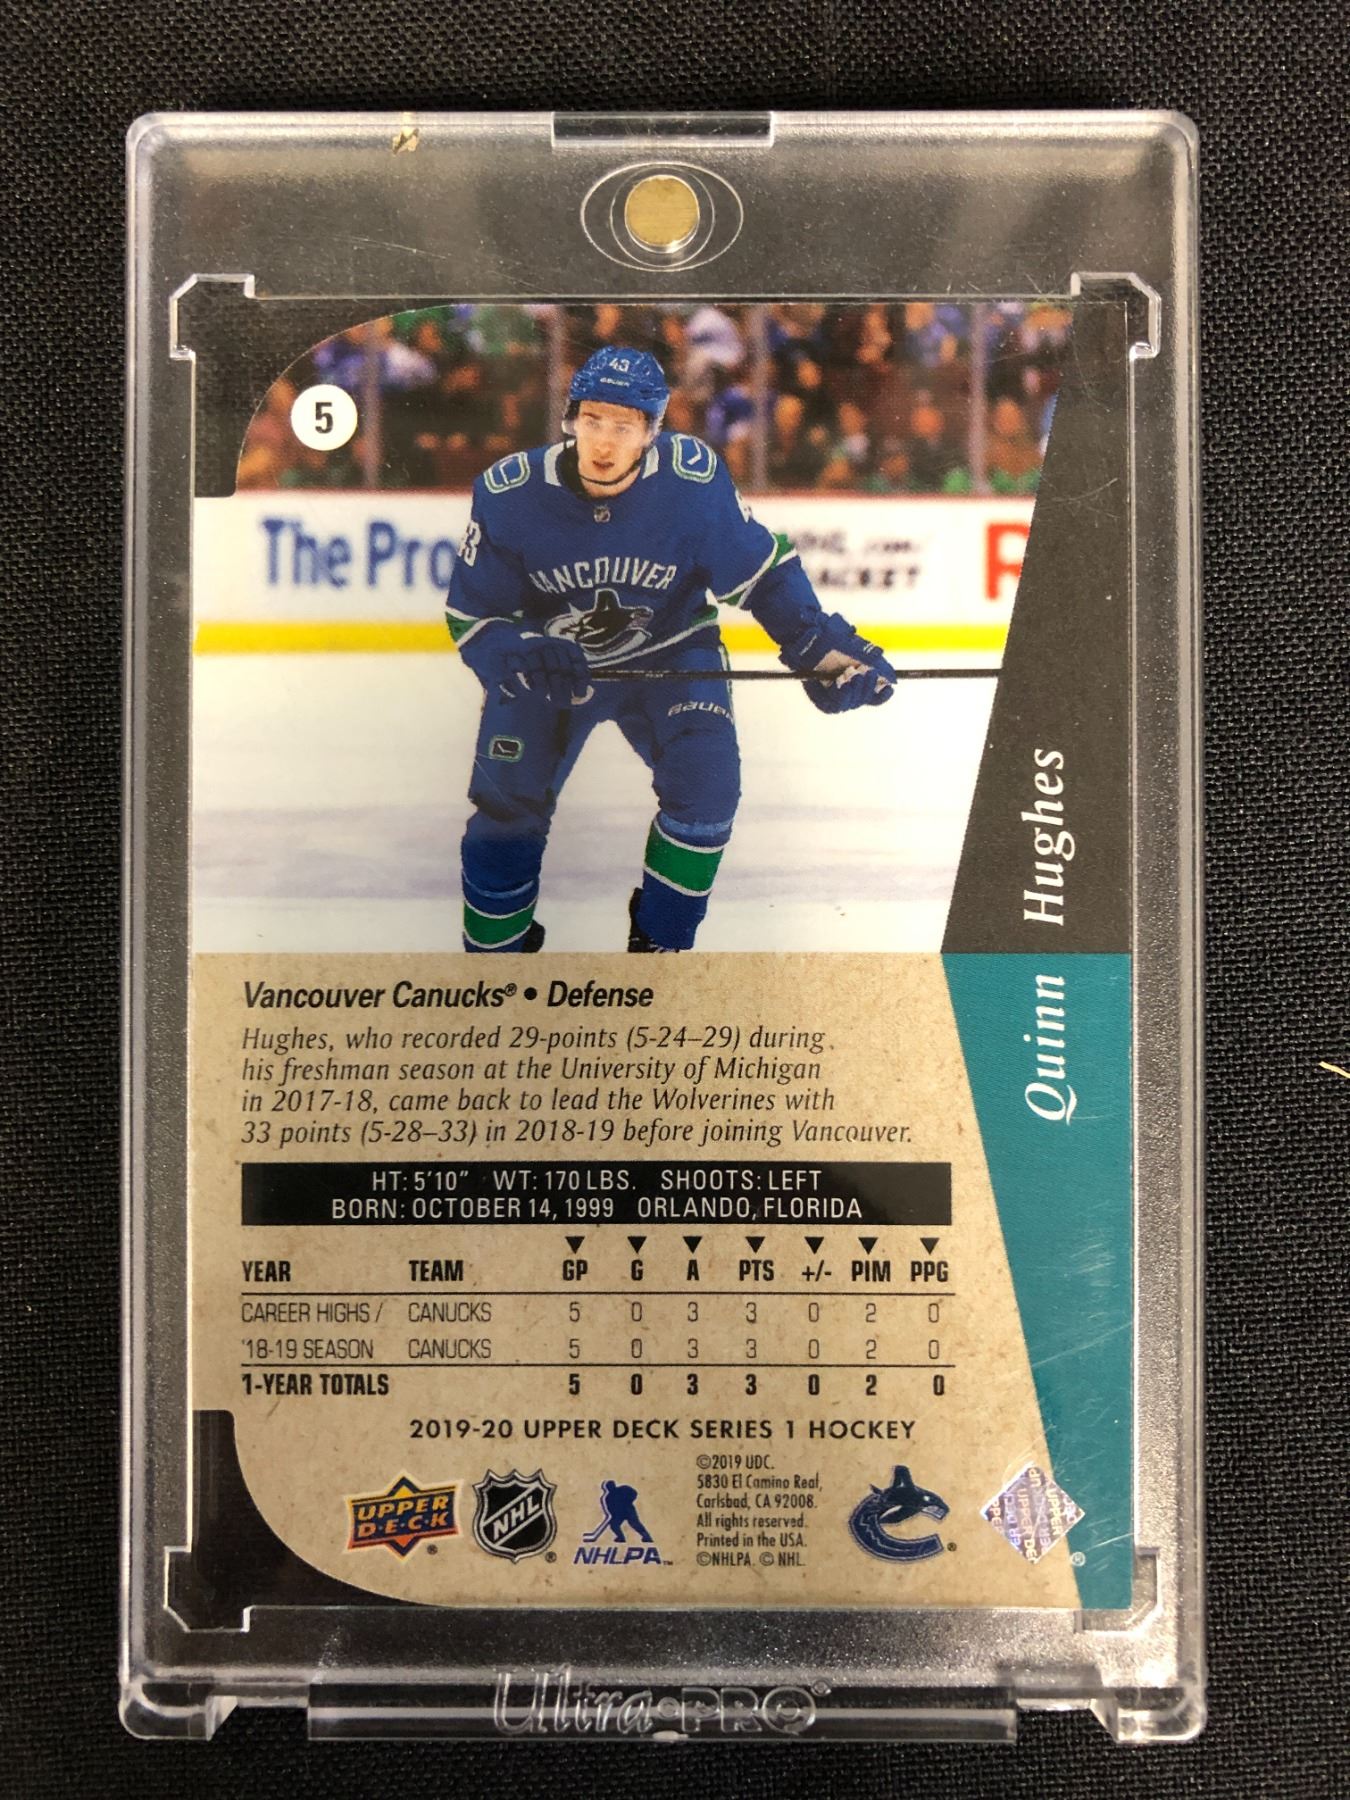 5
43
BAUER
The Pro
43
VANCOUVER
R
BAUER
Quinn Hughes
Vancouver Canucks® • Defense
Hughes, who recorded 29-points (5-24–29) during
his freshman season at the University of Michigan
in 2017-18, came back to lead the Wolverines with
33 points (5-28–33) in 2018-19 before joining Vancouver.
HT: 5'10" WT: 170 LBS. SHOOTS: LEFT
BORN: OCTOBER 14, 1999 ORLANDO, FLORIDA
YEAR TEAM GP G A PTS +/- PIM PPG
CAREER HIGHS / CANUCKS 5 0 3 3 0 2 0
'18-19 SEASON CANUCKS 5 0 3 3 0 2 0
1-YEAR TOTALS 5 0 3 3 0 2 0
2019-20 UPPER DECK SERIES 1 HOCKEY
UPPER
D·E·C·K
®
NHL
®
NHLPA™
©2019 UDC.
5830 El Camino Real,
Carlsbad, CA 92008.
All rights reserved.
Printed in the USA.
©NHLPA. © NHL.
®
UPPER DECK
®
Ultra·PRO®